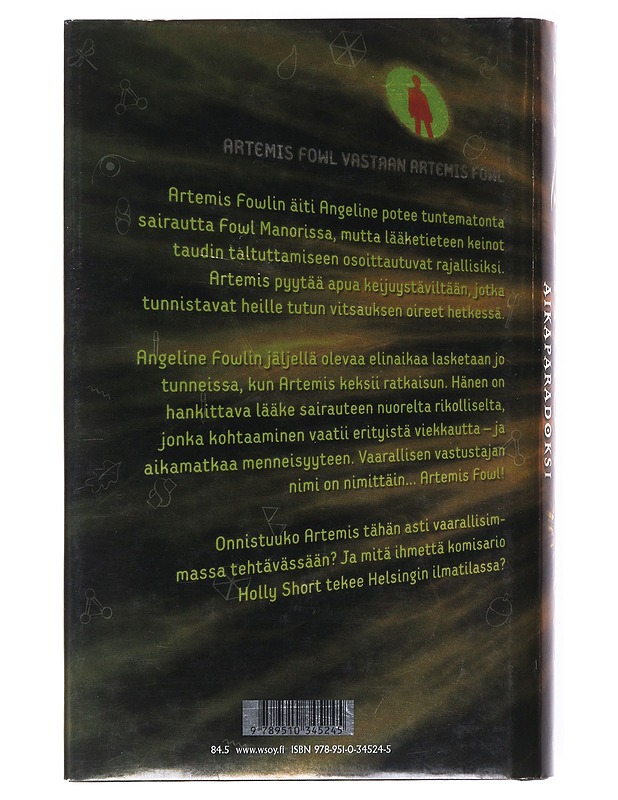 ARTEMIS FOWL VASTAAN ARTEMIS FOWL
Artemis Fowlin äiti Angeline potee tuntematonta
sairautta Fowl Manorissa, mutta lääketieteen keinot
taudin taltuttamiseen osoittautuvat rajallisiksi.
Artemis pyytää apua keijuystäviltään, jotka
tunnistavat heille tutun vitsauksen oireet hetkessä.
Angeline Fowlin jäljellä olevaa elinaikaa lasketaan jo
tunneissa, kun Artemis keksii ratkaisun. Hänen on
hankittava lääke sairauteen nuorelta rikolliselta,
jonka kohtaaminen vaatii erityistä viekkautta – ja
aikamatkaa menneisyyteen. Vaarallisen vastustajan
nimi on nimittäin... Artemis Fowl!
Onnistuuko Artemis tähän asti vaarallisim-
massa tehtävässään? Ja mitä ihmettä komisario
Holly Short tekee Helsingin ilmatilassa?
9 789510 345245
84.5 www.wsoy.fi ISBN 978-951-0-34524-5
AIKAPARADOKSI